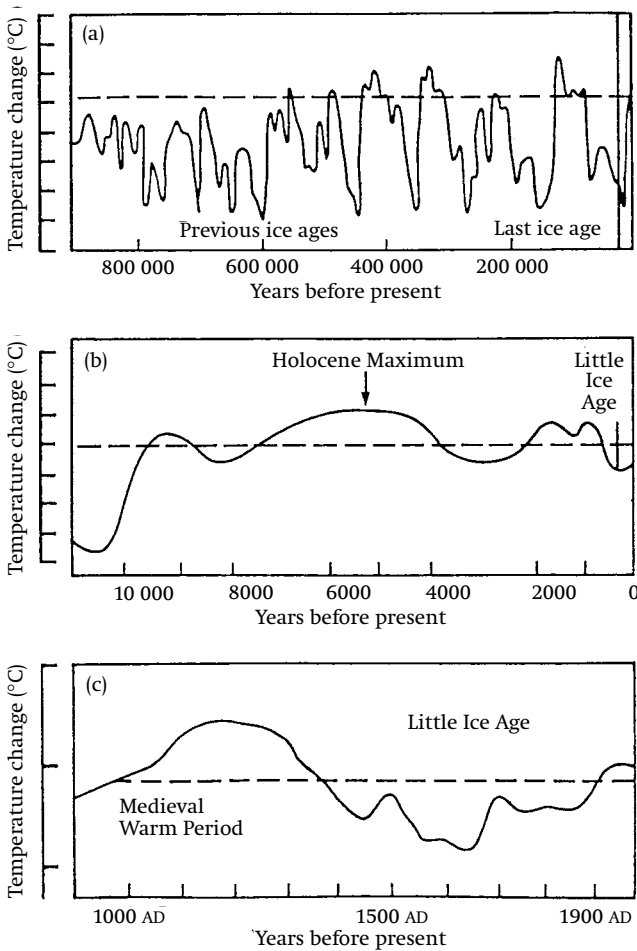 Temperature change (°C)
(a)
Previous ice ages
Last ice age
800 000
600 000
400 000
200 000
Years before present
Temperature change (°C)
(b)
Holocene Maximum
Little
Ice
Age
10 000
8000
6000
4000
2000
0
Years before present
Temperature change (°C)
(c)
Little Ice Age
Medieval
Warm Period
1000 AD
1500 AD
1900 AD
Years before present